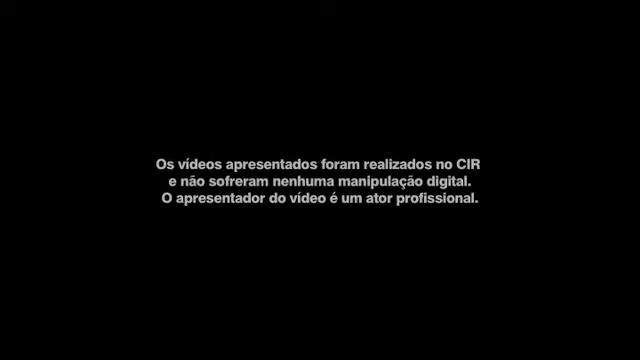 Os vídeos apresentados foram realizados no CIR
e não sofreram nenhuma manipulação digital.
O apresentador do vídeo é um ator profissional.